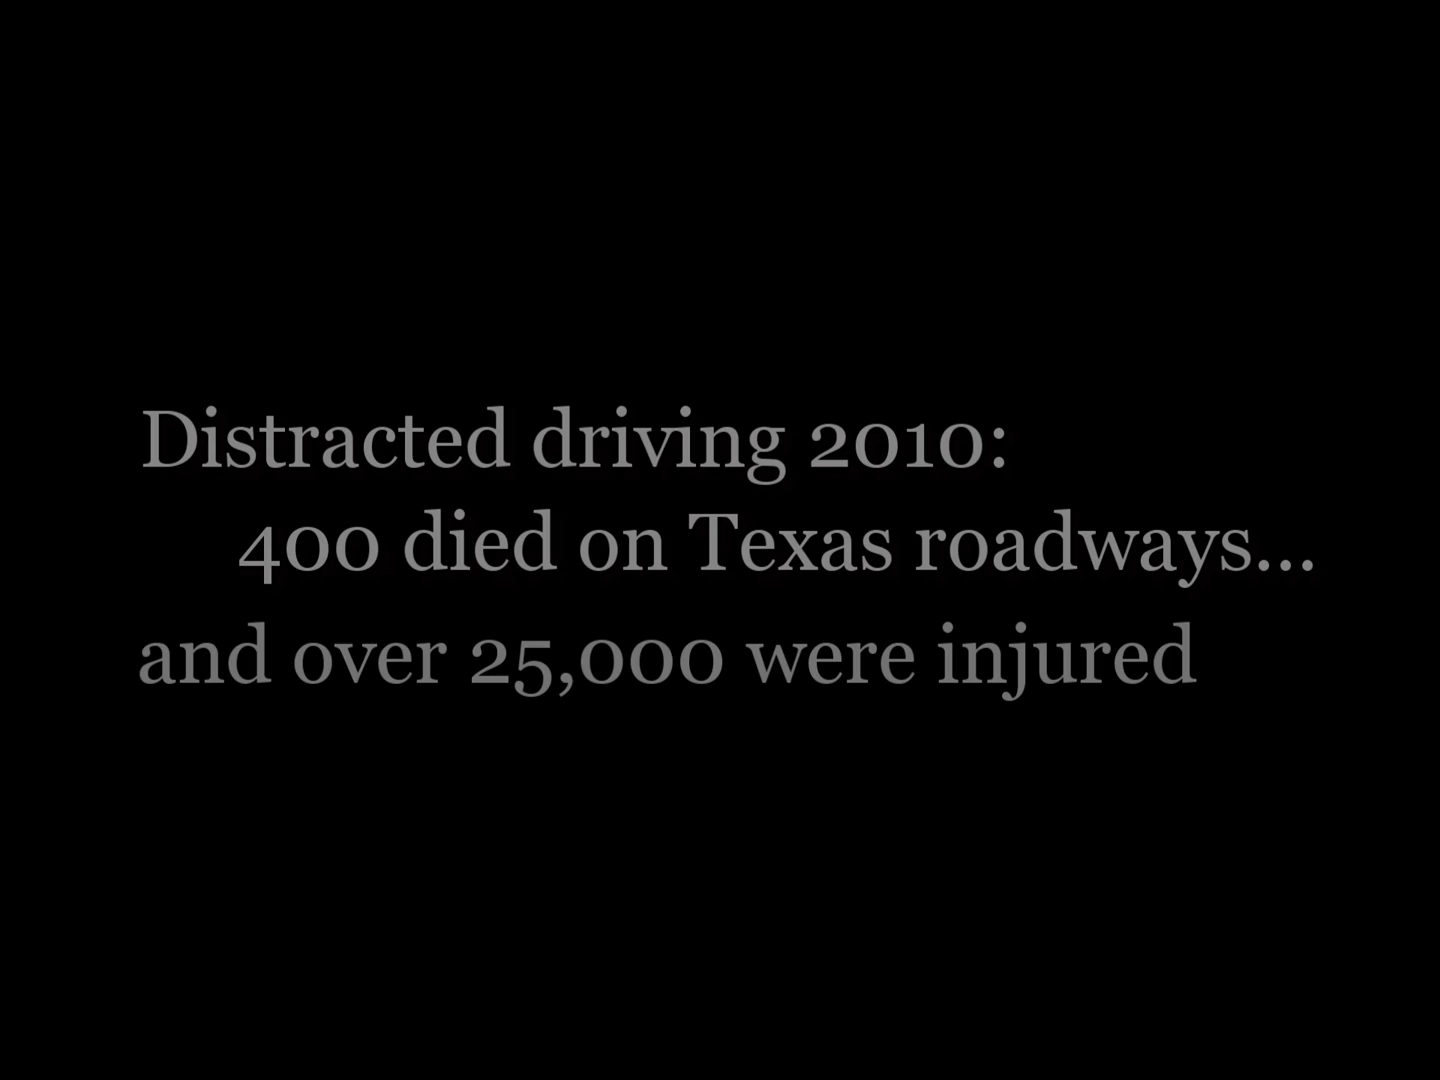 Distracted driving 2010:
400 died on Texas roadways...
and over 25,000 were injured